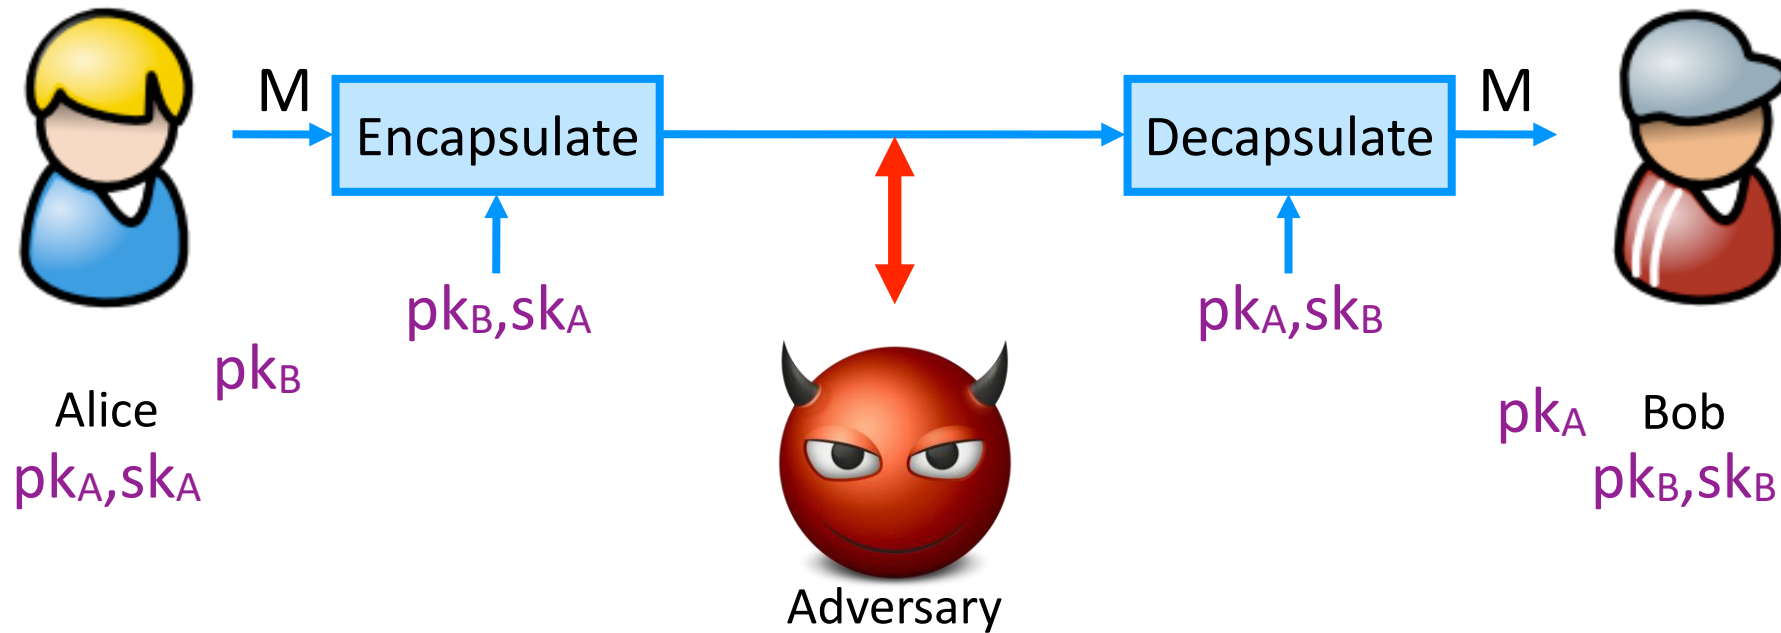 M
Encapsulate
Decapsulate
M
pkB,skA
pkA,skB
pkB
Alice
pkA,skA
pkA
Bob
pkB,skB
Adversary